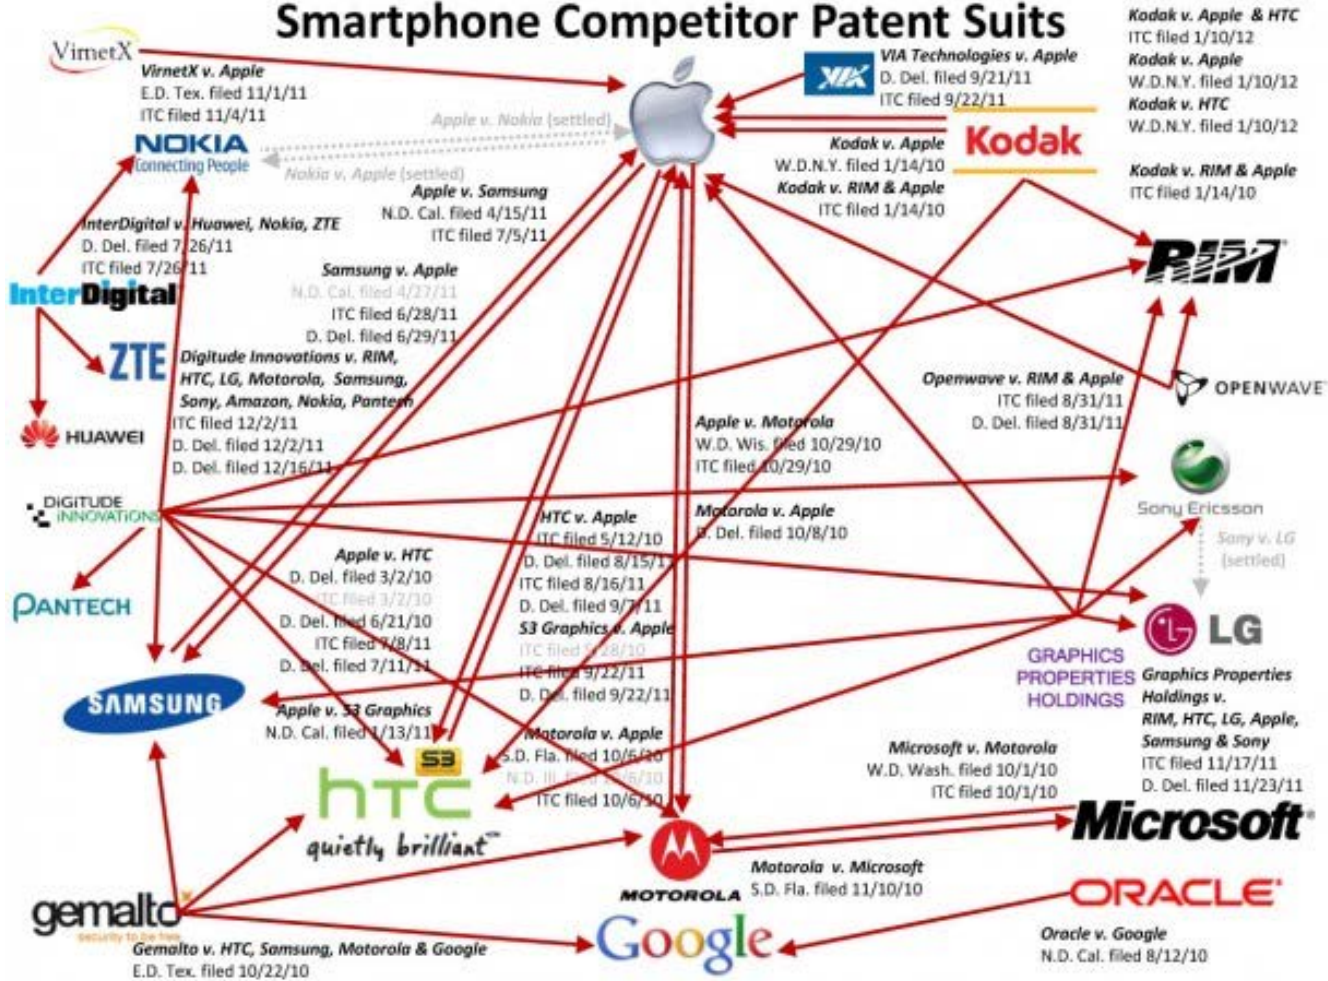 Smartphone Competitor Patent Suits
Kodak v. Apple & HTC
ITC filed 1/10/12
Kodak v. Apple
W.D.N.Y. filed 1/10/12
Kodak v. HTC
W.D.N.Y. filed 1/10/12
Kodak v. RIM & Apple
ITC filed 1/14/10
VirnetX
VirnetX v. Apple
E.D. Tex. filed 11/1/11
ITC filed 11/4/11
VIA
VIA Technologies v. Apple
D. Del. filed 9/21/11
ITC filed 9/22/11
NOKIA
Connecting People
Apple v. Nokia (settled)
Nokia v. Apple (settled)
Kodak
Kodak v. Apple
W.D.N.Y. filed 1/14/10
Kodak v. RIM & Apple
ITC filed 1/14/10
Apple v. Samsung
N.D. Cal. filed 4/15/11
ITC filed 7/5/11
InterDigital v. Huawei, Nokia, ZTE
D. Del. filed 7/26/11
ITC filed 7/26/11
InterDigital
RIM
Samsung v. Apple
N.D. Cal. filed 4/27/11
ITC filed 6/28/11
D. Del. filed 6/29/11
ZTE
Digitude Innovations v. RIM,
HTC, LG, Motorola, Samsung,
Sony, Amazon, Nokia, Pantech
ITC filed 12/2/11
D. Del. filed 12/2/11
D. Del. filed 12/16/11
HUAWEI
Openwave v. RIM & Apple
ITC filed 8/31/11
D. Del. filed 8/31/11
OPENWAVE
Apple v. Motorola
W.D. Wis. filed 10/29/10
ITC filed 10/29/10
DiGiTUDE
iNNOVATiONS
Motorola v. Apple
D. Del. filed 10/8/10
Sony Ericsson
Sony v. LG
(settled)
HTC v. Apple
ITC filed 5/12/10
D. Del. filed 8/15/11
ITC filed 8/16/11
D. Del. filed 9/7/11
S3 Graphics v. Apple
ITC filed 5/28/10
ITC filed 9/22/11
D. Del. filed 9/22/11
Apple v. HTC
D. Del. filed 3/2/10
ITC filed 3/2/10
D. Del. filed 6/21/10
ITC filed 7/8/11
D. Del. filed 7/11/11
PANTECH
LG
GRAPHICS
PROPERTIES
HOLDINGS
Graphics Properties
Holdings v.
RIM, HTC, LG, Apple,
Samsung & Sony
ITC filed 11/17/11
D. Del. filed 11/23/11
SAMSUNG
Apple v. S3 Graphics
N.D. Cal. filed 1/13/11
Motorola v. Apple
S.D. Fla. filed 10/6/10
N.D. Ill. filed 10/6/10
ITC filed 10/6/10
S3
hTC
quietly brilliant
Microsoft v. Motorola
W.D. Wash. filed 10/1/10
ITC filed 10/1/10
Microsoft
MOTOROLA
Motorola v. Microsoft
S.D. Fla. filed 11/10/10
gemalto
security to be free
Gemalto v. HTC, Samsung, Motorola & Google
E.D. Tex. filed 10/22/10
Google
ORACLE
Oracle v. Google
N.D. Cal. filed 8/12/10